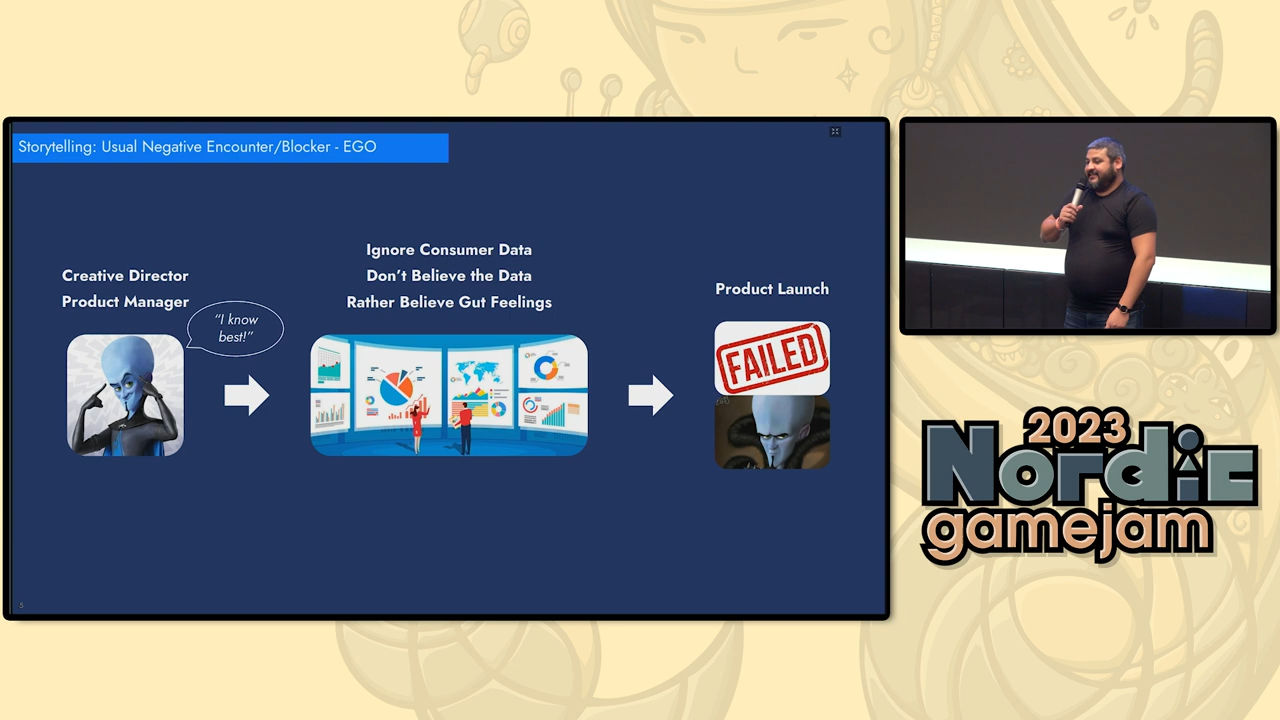 Storytelling: Usual Negative Encounter/Blocker - EGO
Creative Director
Product Manager
“I know
best!”
Ignore Consumer Data
Don’t Believe the Data
Rather Believe Gut Feelings
Product Launch
FAILED
5
2023
Nordic
gamejam